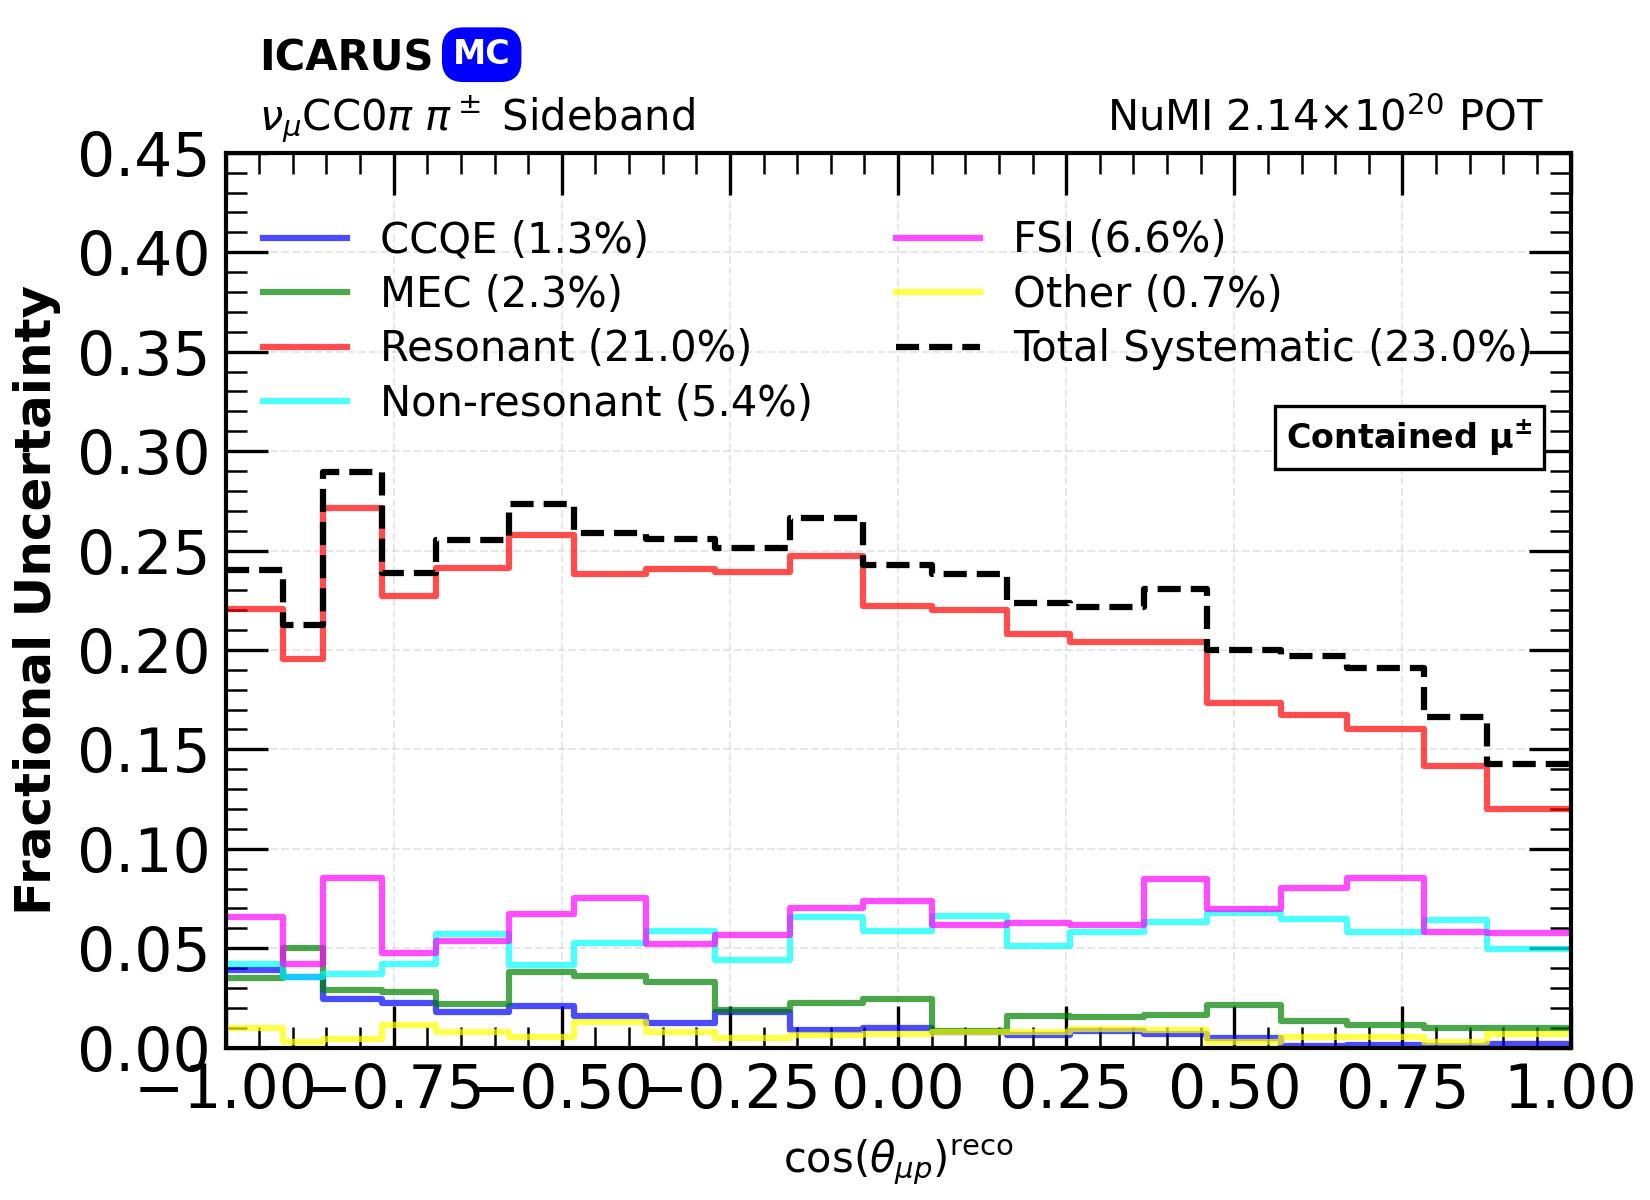 ICARUS MC
νμCC0π π± Sideband
NuMI 2.14×10²⁰ POT
Fractional Uncertainty
0.45
0.40
0.35
0.30
0.25
0.20
0.15
0.10
0.05
0.00
CCQE (1.3%)
MEC (2.3%)
Resonant (21.0%)
Non-resonant (5.4%)
FSI (6.6%)
Other (0.7%)
Total Systematic (23.0%)
Contained μ±
−1.00 −0.75 −0.50 −0.25 0.00 0.25 0.50 0.75 1.00
cos(θμp)reco